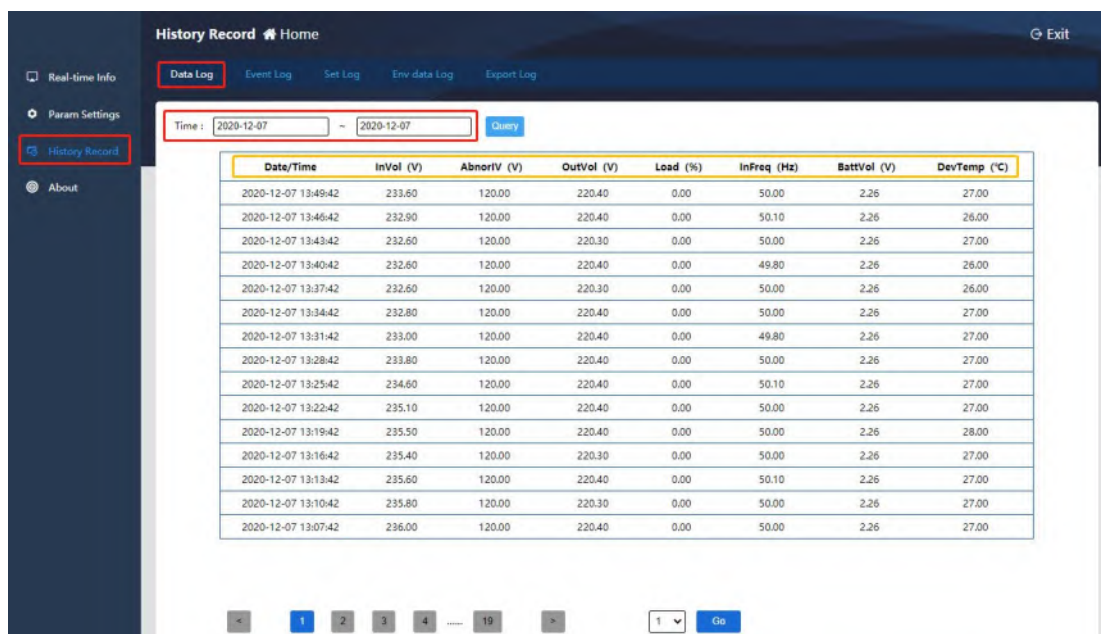 History Record Home
Exit
Real-time Info
Param Settings
History Record
About
Data Log Event Log Set Log Env data Log Export Log
Time : 2020-12-07 ~ 2020-12-07 Query
Date/Time InVol (V) AbnorIV (V) OutVol (V) Load (%) InFreq (Hz) BattVol (V) DevTemp (℃)
2020-12-07 13:49:42 233.60 120.00 220.40 0.00 50.00 2.26 27.00
2020-12-07 13:46:42 232.90 120.00 220.40 0.00 50.10 2.26 26.00
2020-12-07 13:43:42 232.60 120.00 220.30 0.00 50.00 2.26 27.00
2020-12-07 13:40:42 232.60 120.00 220.40 0.00 49.80 2.26 26.00
2020-12-07 13:37:42 232.60 120.00 220.30 0.00 50.00 2.26 26.00
2020-12-07 13:34:42 232.80 120.00 220.40 0.00 50.00 2.26 27.00
2020-12-07 13:31:42 233.00 120.00 220.40 0.00 49.80 2.26 27.00
2020-12-07 13:28:42 233.80 120.00 220.40 0.00 50.00 2.26 27.00
2020-12-07 13:25:42 234.60 120.00 220.40 0.00 50.10 2.26 27.00
2020-12-07 13:22:42 235.10 120.00 220.40 0.00 50.00 2.26 27.00
2020-12-07 13:19:42 235.50 120.00 220.40 0.00 50.00 2.26 28.00
2020-12-07 13:16:42 235.40 120.00 220.30 0.00 50.00 2.26 27.00
2020-12-07 13:13:42 235.60 120.00 220.40 0.00 50.10 2.26 27.00
2020-12-07 13:10:42 235.80 120.00 220.30 0.00 50.00 2.26 27.00
2020-12-07 13:07:42 236.00 120.00 220.40 0.00 50.00 2.26 27.00
< 1 2 3 4 ...... 19 > 1 Go